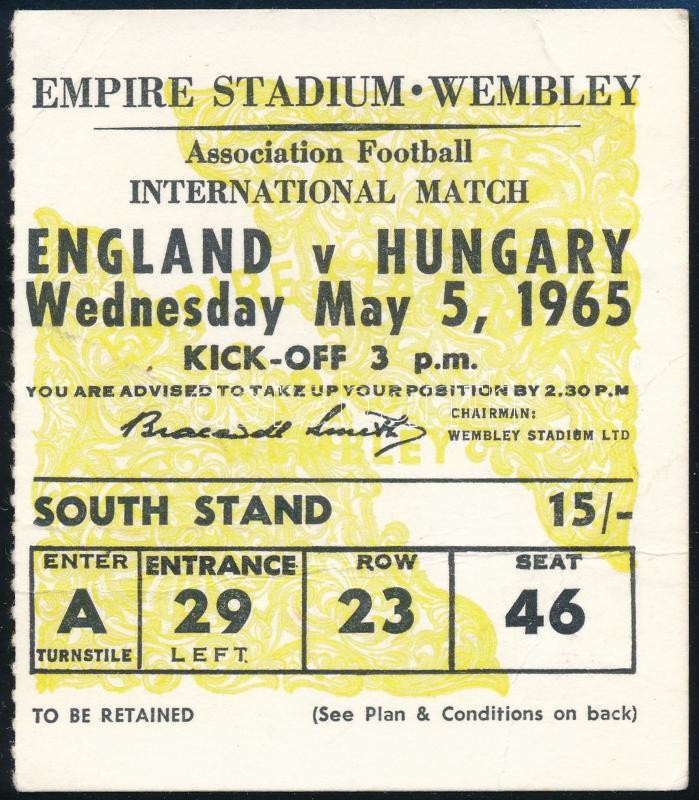 EMPIRE STADIUM • WEMBLEY
Association Football
INTERNATIONAL MATCH
ENGLAND v HUNGARY
Wednesday May 5, 1965
KICK-OFF 3 p.m.
YOU ARE ADVISED TO TAKE UP YOUR POSITION BY 2.30 P.M
CHAIRMAN:
WEMBLEY STADIUM LTD
SOUTH STAND 15/-
ENTER ENTRANCE ROW SEAT
A 29 23 46
TURNSTILE LEFT
TO BE RETAINED (See Plan & Conditions on back)